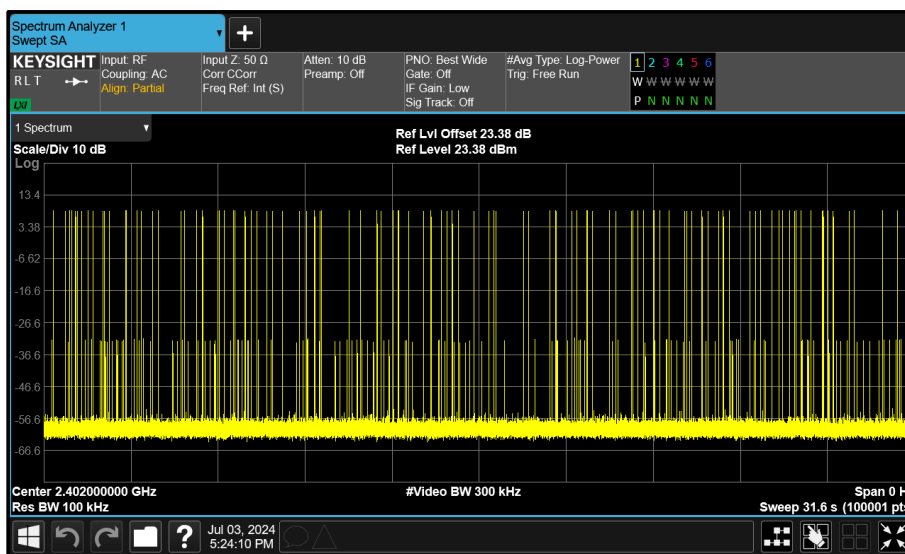 Spectrum Analyzer 1
Swept SA
+
KEYSIGHT
R L T
LXI
Input: RF
Coupling: AC
Align: Partial
Input Z: 50 Ω
Corr CCorr
Freq Ref: Int (S)
Atten: 10 dB
Preamp: Off
PNO: Best Wide
Gate: Off
IF Gain: Low
Sig Track: Off
#Avg Type: Log-Power
Trig: Free Run
1 2 3 4 5 6
W W W W W W
P N N N N N
1 Spectrum
Scale/Div 10 dB
Ref Lvl Offset 23.38 dB
Ref Level 23.38 dBm
Log
13.4
3.38
-6.62
-16.6
-26.6
-36.6
-46.6
-56.6
-66.6
Center 2.402000000 GHz
#Video BW 300 kHz
Span 0 H
Res BW 100 kHz
Sweep 31.6 s (100001 pts
?
Jul 03, 2024
5:24:10 PM